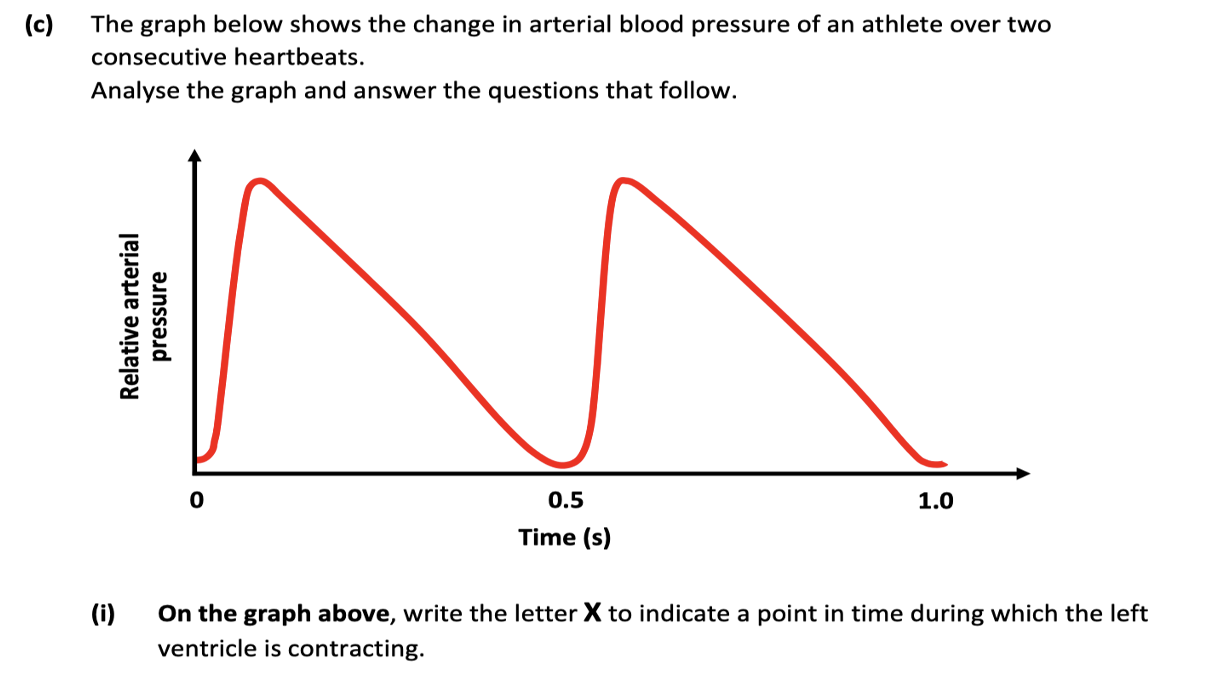 (c) The graph below shows the change in arterial blood pressure of an athlete over two
consecutive heartbeats.
Analyse the graph and answer the questions that follow.
Relative arterial
pressure
0 0.5 1.0
Time (s)
(i) On the graph above, write the letter X to indicate a point in time during which the left
ventricle is contracting.